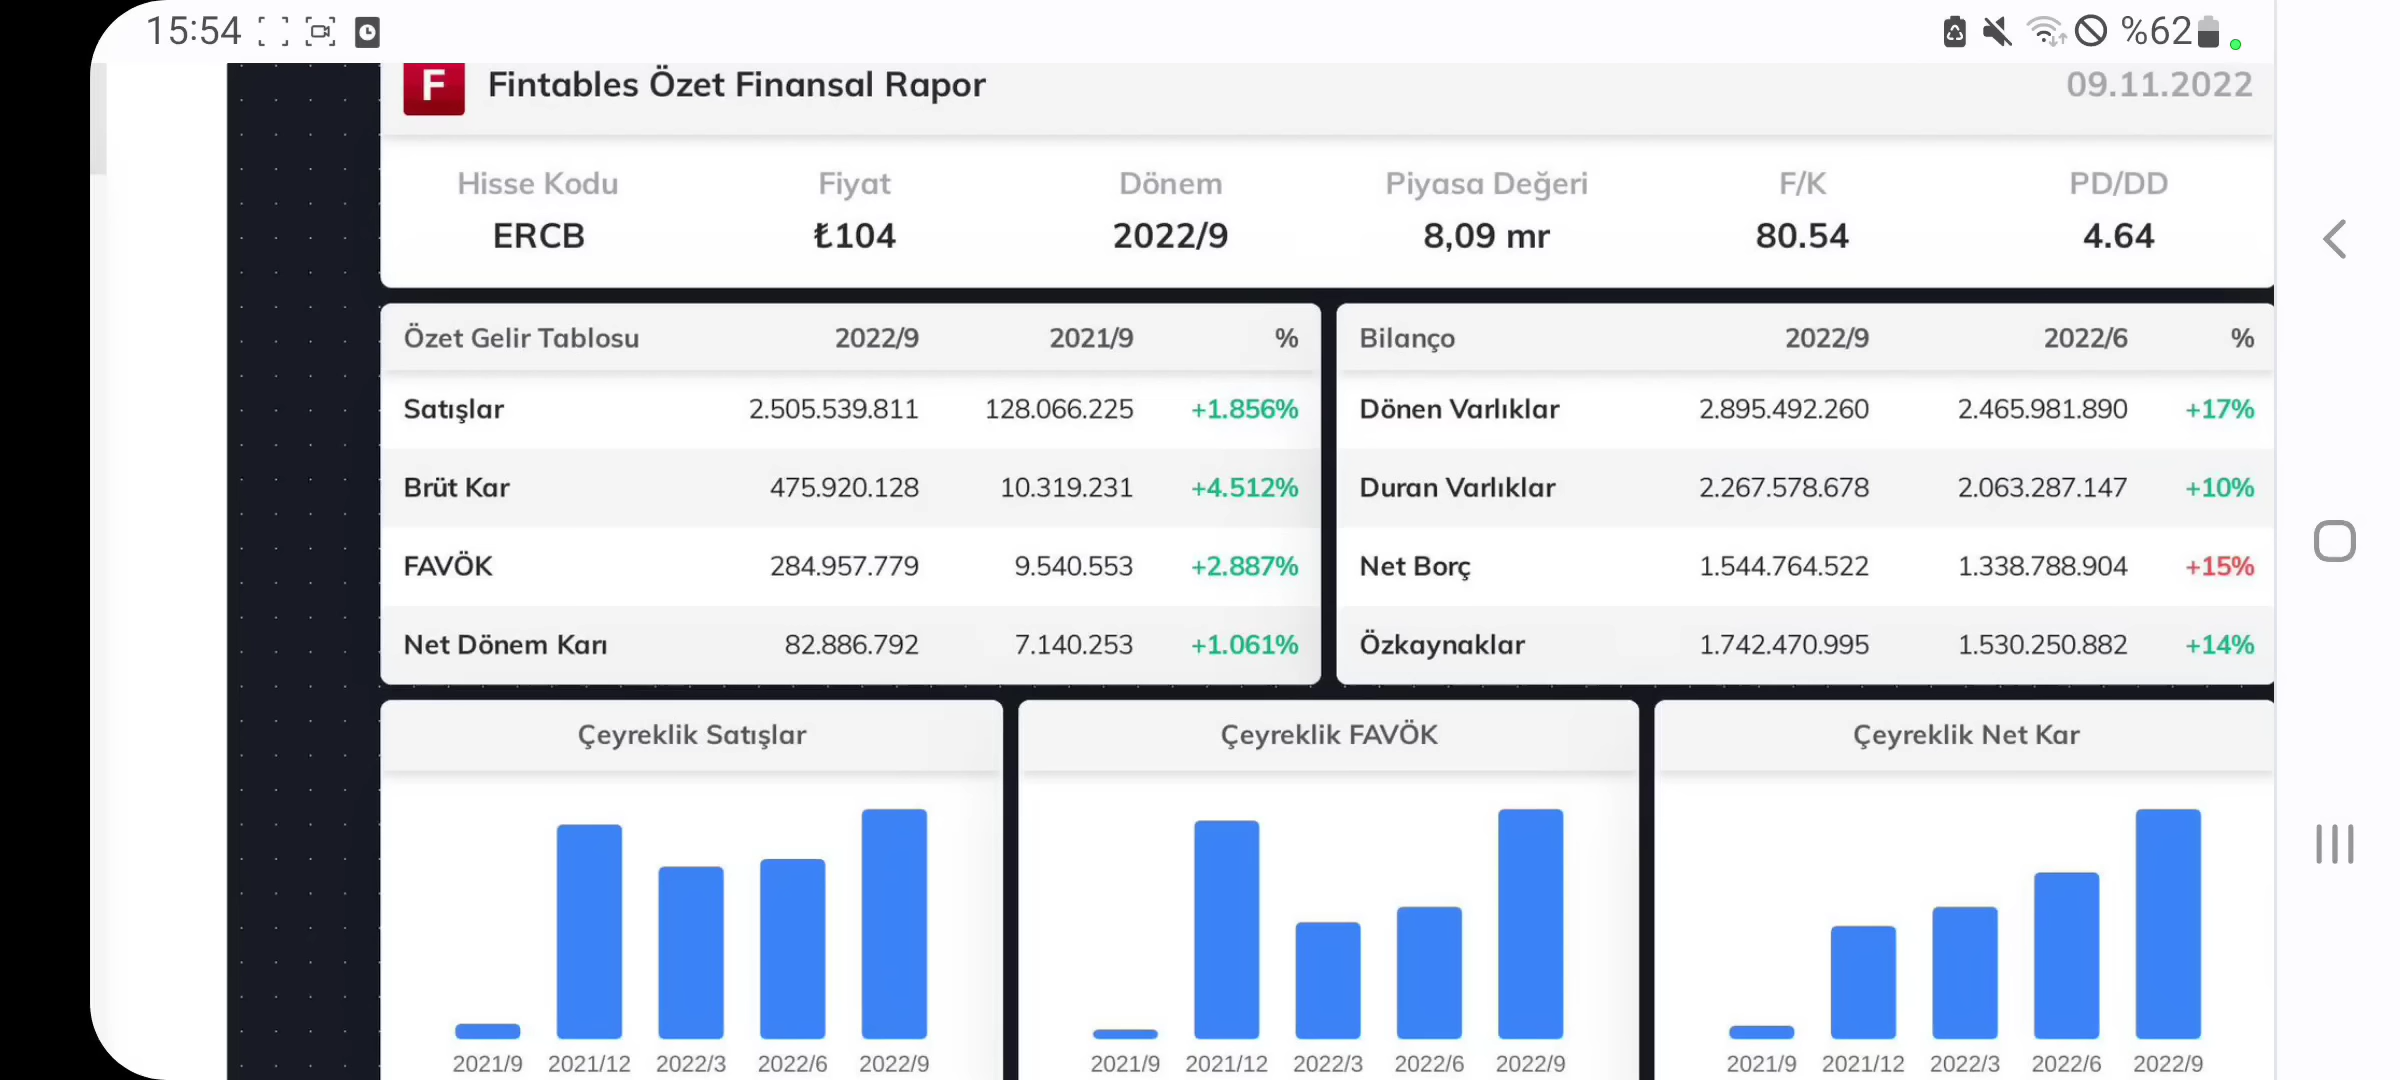 15:54 %62
F Fintables Özet Finansal Rapor 09.11.2022
Hisse Kodu Fiyat Dönem Piyasa Değeri F/K PD/DD
ERCB ₺104 2022/9 8,09 mr 80.54 4.64
Özet Gelir Tablosu 2022/9 2021/9 %
Satışlar 2.505.539.811 128.066.225 +1.856%
Brüt Kar 475.920.128 10.319.231 +4.512%
FAVÖK 284.957.779 9.540.553 +2.887%
Net Dönem Karı 82.886.792 7.140.253 +1.061%
Bilanço 2022/9 2022/6 %
Dönen Varlıklar 2.895.492.260 2.465.981.890 +17%
Duran Varlıklar 2.267.578.678 2.063.287.147 +10%
Net Borç 1.544.764.522 1.338.788.904 +15%
Özkaynaklar 1.742.470.995 1.530.250.882 +14%
Çeyreklik Satışlar
2021/9 2021/12 2022/3 2022/6 2022/9
Çeyreklik FAVÖK
2021/9 2021/12 2022/3 2022/6 2022/9
Çeyreklik Net Kar
2021/9 2021/12 2022/3 2022/6 2022/9